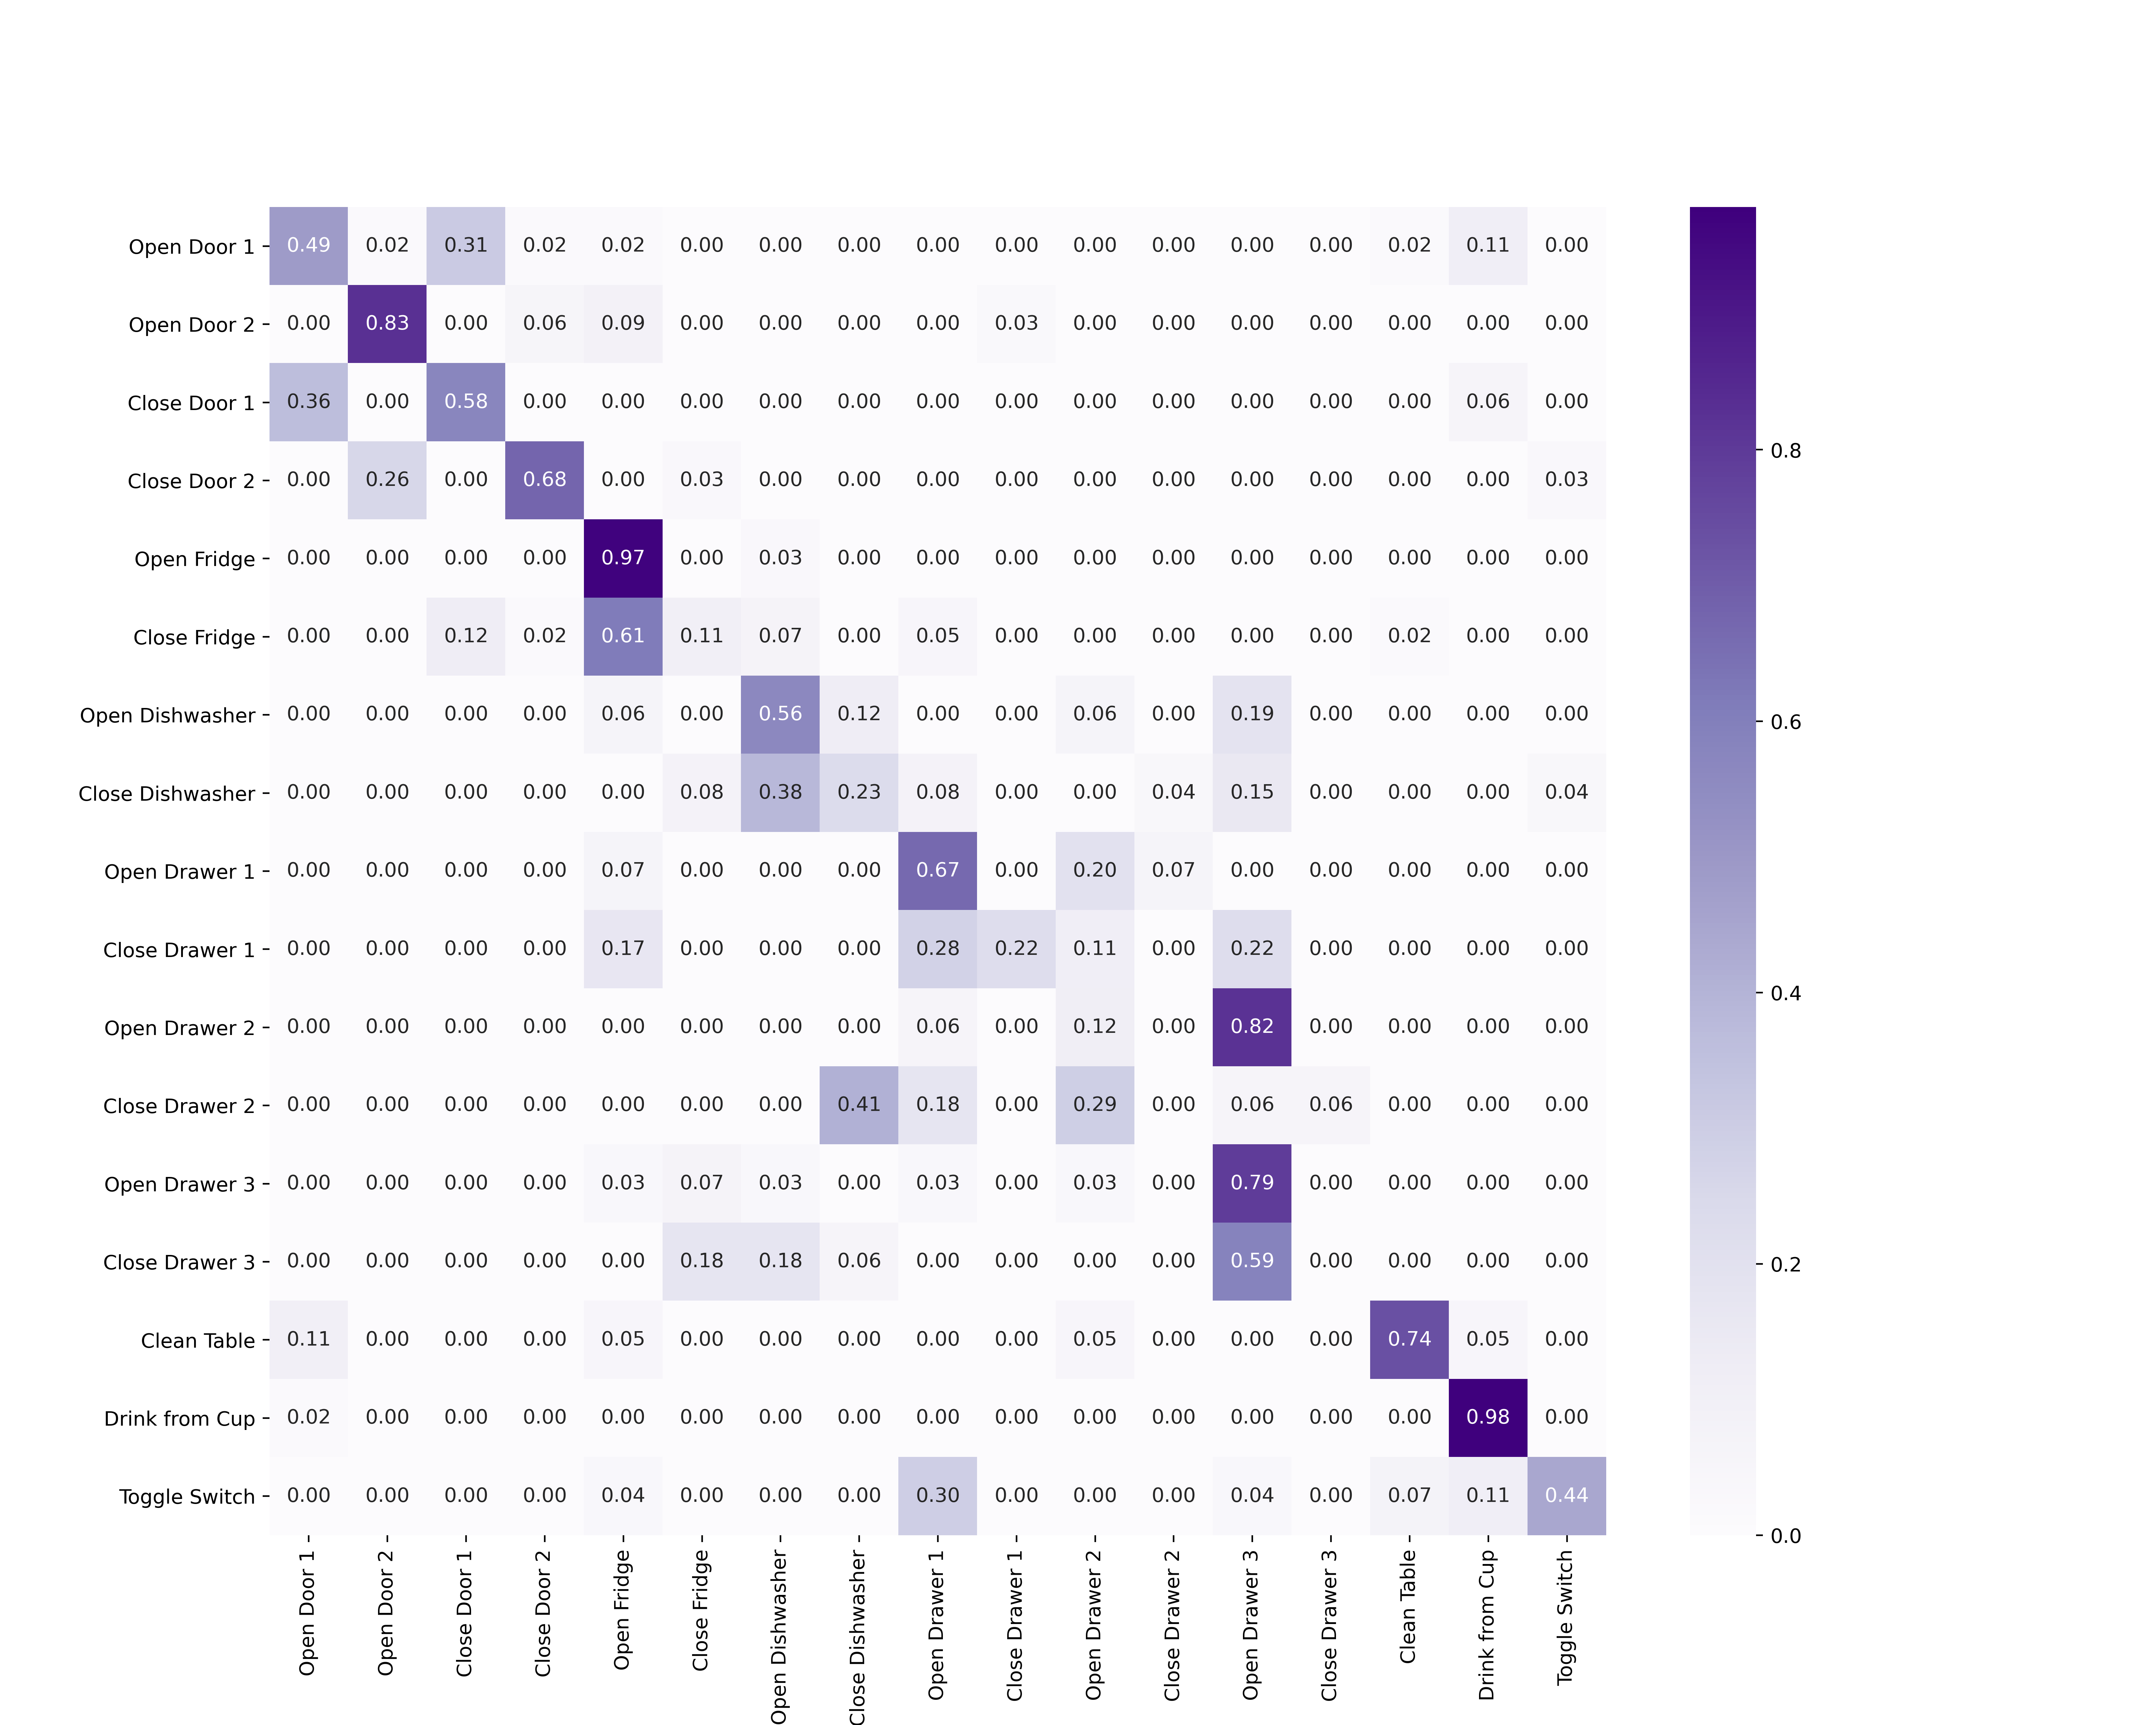 Open Door 1 0.49 0.02 0.31 0.02 0.02 0.00 0.00 0.00 0.00 0.00 0.00 0.00 0.00 0.00 0.02 0.11 0.00
Open Door 2 0.00 0.83 0.00 0.06 0.09 0.00 0.00 0.00 0.00 0.03 0.00 0.00 0.00 0.00 0.00 0.00 0.00
Close Door 1 0.36 0.00 0.58 0.00 0.00 0.00 0.00 0.00 0.00 0.00 0.00 0.00 0.00 0.00 0.00 0.06 0.00
Close Door 2 0.00 0.26 0.00 0.68 0.00 0.03 0.00 0.00 0.00 0.00 0.00 0.00 0.00 0.00 0.00 0.00 0.03
Open Fridge 0.00 0.00 0.00 0.00 0.97 0.00 0.03 0.00 0.00 0.00 0.00 0.00 0.00 0.00 0.00 0.00 0.00
Close Fridge 0.00 0.00 0.12 0.02 0.61 0.11 0.07 0.00 0.05 0.00 0.00 0.00 0.00 0.00 0.02 0.00 0.00
Open Dishwasher 0.00 0.00 0.00 0.00 0.06 0.00 0.56 0.12 0.00 0.00 0.06 0.00 0.19 0.00 0.00 0.00 0.00
Close Dishwasher 0.00 0.00 0.00 0.00 0.00 0.08 0.38 0.23 0.08 0.00 0.00 0.04 0.15 0.00 0.00 0.00 0.04
Open Drawer 1 0.00 0.00 0.00 0.00 0.07 0.00 0.00 0.00 0.67 0.00 0.20 0.07 0.00 0.00 0.00 0.00 0.00
Close Drawer 1 0.00 0.00 0.00 0.00 0.17 0.00 0.00 0.00 0.28 0.22 0.11 0.00 0.22 0.00 0.00 0.00 0.00
Open Drawer 2 0.00 0.00 0.00 0.00 0.00 0.00 0.00 0.00 0.06 0.00 0.12 0.00 0.82 0.00 0.00 0.00 0.00
Close Drawer 2 0.00 0.00 0.00 0.00 0.00 0.00 0.00 0.41 0.18 0.00 0.29 0.00 0.06 0.06 0.00 0.00 0.00
Open Drawer 3 0.00 0.00 0.00 0.00 0.03 0.07 0.03 0.00 0.03 0.00 0.03 0.00 0.79 0.00 0.00 0.00 0.00
Close Drawer 3 0.00 0.00 0.00 0.00 0.00 0.18 0.18 0.06 0.00 0.00 0.00 0.00 0.59 0.00 0.00 0.00 0.00
Clean Table 0.11 0.00 0.00 0.00 0.05 0.00 0.00 0.00 0.00 0.00 0.05 0.00 0.00 0.00 0.74 0.05 0.00
Drink from Cup 0.02 0.00 0.00 0.00 0.00 0.00 0.00 0.00 0.00 0.00 0.00 0.00 0.00 0.00 0.00 0.98 0.00
Toggle Switch 0.00 0.00 0.00 0.00 0.04 0.00 0.00 0.00 0.30 0.00 0.00 0.00 0.04 0.00 0.07 0.11 0.44
Open Door 1
Open Door 2
Close Door 1
Close Door 2
Open Fridge
Close Fridge
Open Dishwasher
Close Dishwasher
Open Drawer 1
Close Drawer 1
Open Drawer 2
Close Drawer 2
Open Drawer 3
Close Drawer 3
Clean Table
Drink from Cup
Toggle Switch
0.8
0.6
0.4
0.2
0.0